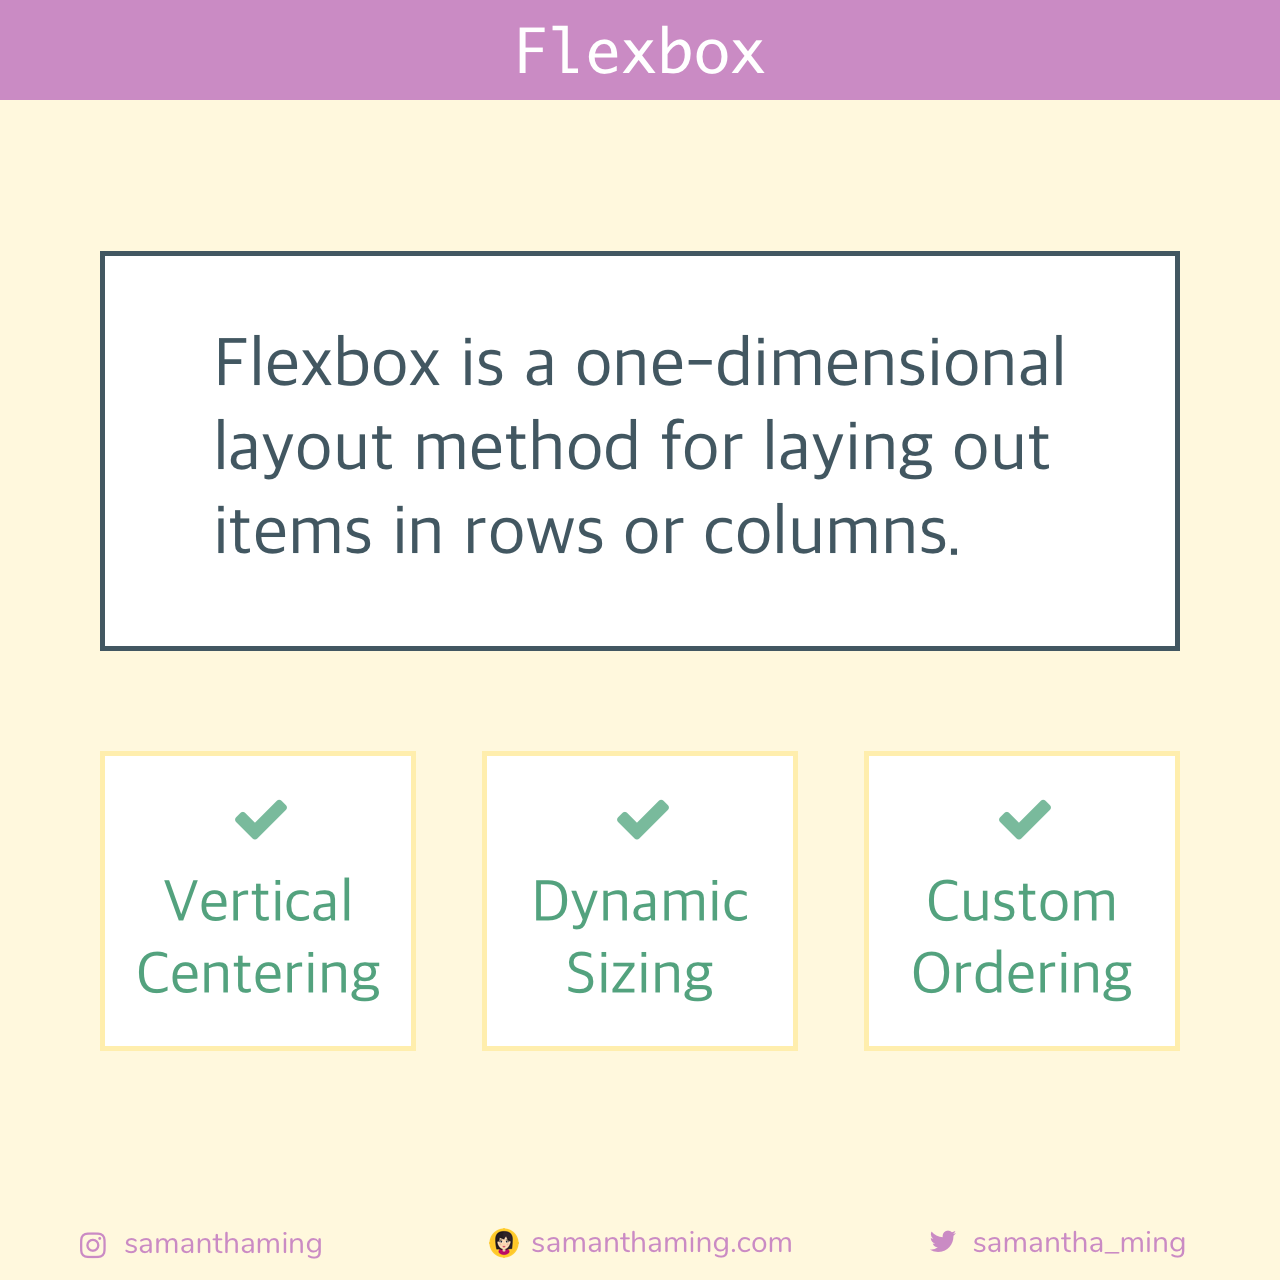 Flexbox
Flexbox is a one-dimensional
layout method for laying out
items in rows or columns.
Vertical
Centering
Dynamic
Sizing
Custom
Ordering
samanthaming
samanthaming.com
samantha_ming